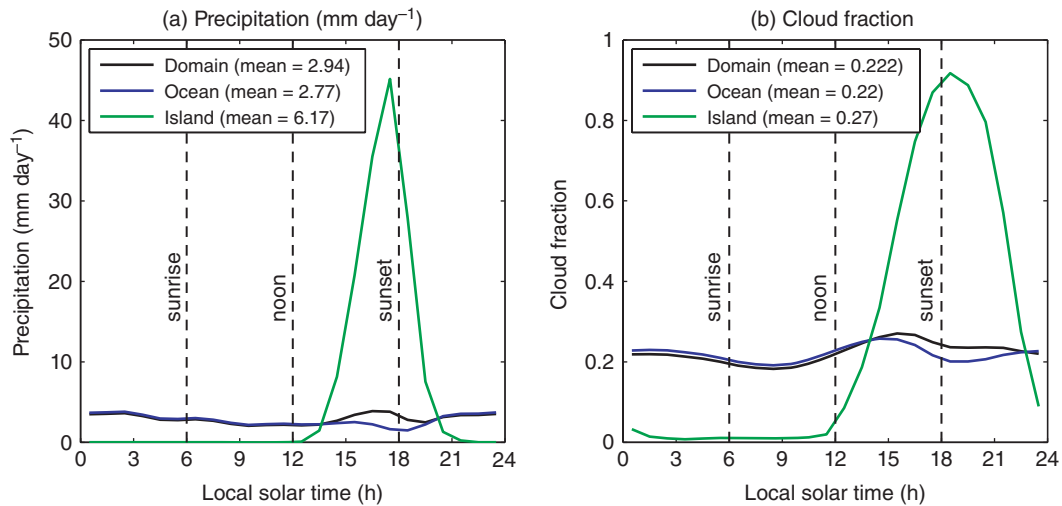 (a) Precipitation (mm day⁻¹)
Precipitation (mm day⁻¹)
50
40
30
20
10
0
Domain (mean = 2.94)
Ocean (mean = 2.77)
Island (mean = 6.17)
sunrise
noon
sunset
0 3 6 9 12 15 18 21 24
Local solar time (h)
(b) Cloud fraction
Cloud fraction
1
0.8
0.6
0.4
0.2
0
Domain (mean = 0.222)
Ocean (mean = 0.22)
Island (mean = 0.27)
sunrise
noon
sunset
0 3 6 9 12 15 18 21 24
Local solar time (h)